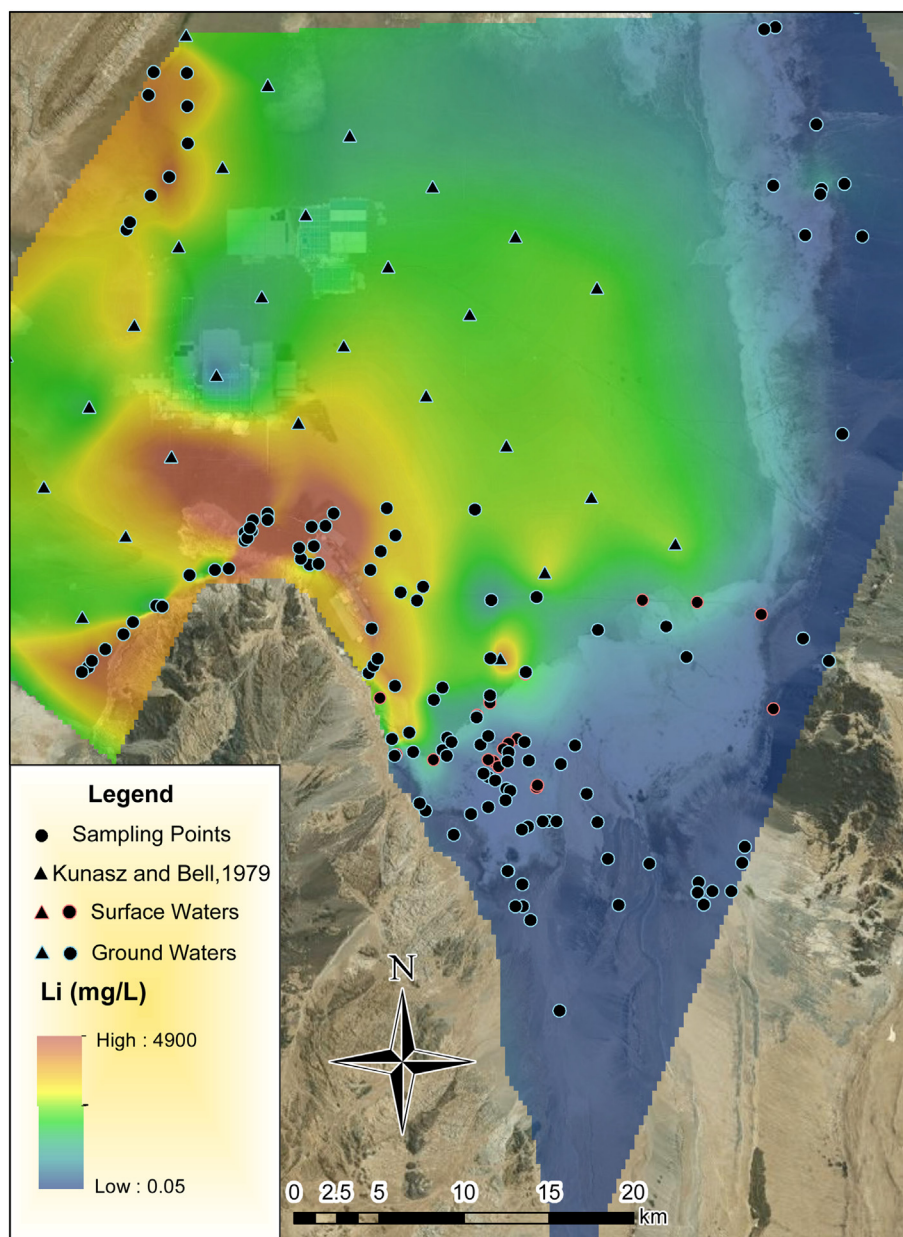 Legend
Sampling Points
Kunasz and Bell,1979
Surface Waters
Ground Waters
Li (mg/L)
High : 4900
Low : 0.05
N
0 2.5 5 10 15 20
km